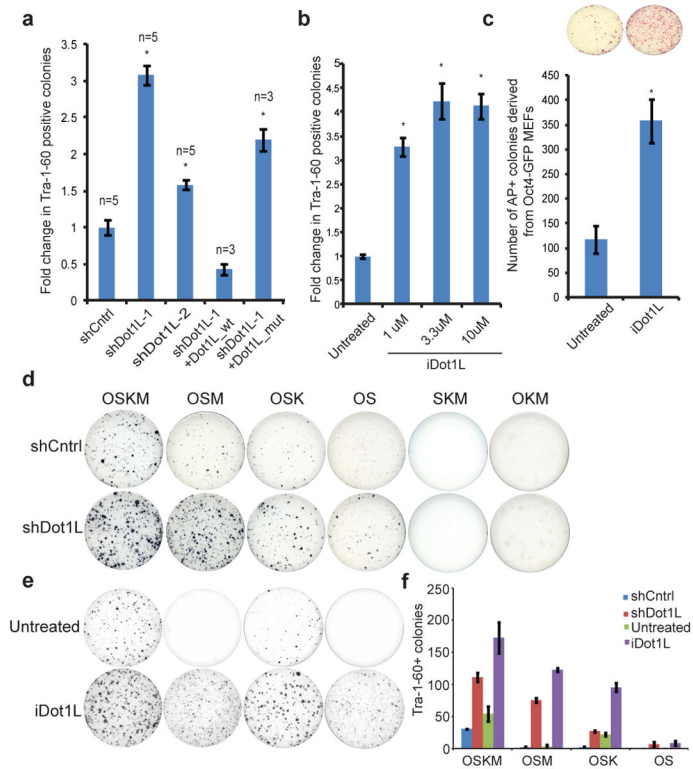 a
Fold change in Tra-1-60 positive colonies
3.5
3
2.5
2
1.5
1
0.5
0
n=5
n=5
*
n=5
*
n=3
n=3
*
shCntrl
shDot1L-1
shDot1L-2
shDot1L-1
+Dot1L_wt
shDot1L-1
+Dot1L_mut
b
Fold change in Tra-1-60 positive colonies
5
4.5
4
3.5
3
2.5
2
1.5
1
0.5
0
*
*
*
Untreated
1 uM
3.3uM
10uM
iDot1L
c
Number of AP+ colonies derived
from Oct4-GFP MEFs
450
400
350
300
250
200
150
100
50
0
*
Untreated
iDot1L
d
OSKM OSM OSK OS SKM OKM
shCntrl
shDot1L
e
Untreated
iDot1L
f
Tra-1-60+ colonies
250
200
150
100
50
0
shCntrl
shDot1L
Untreated
iDot1L
OSKM OSM OSK OS